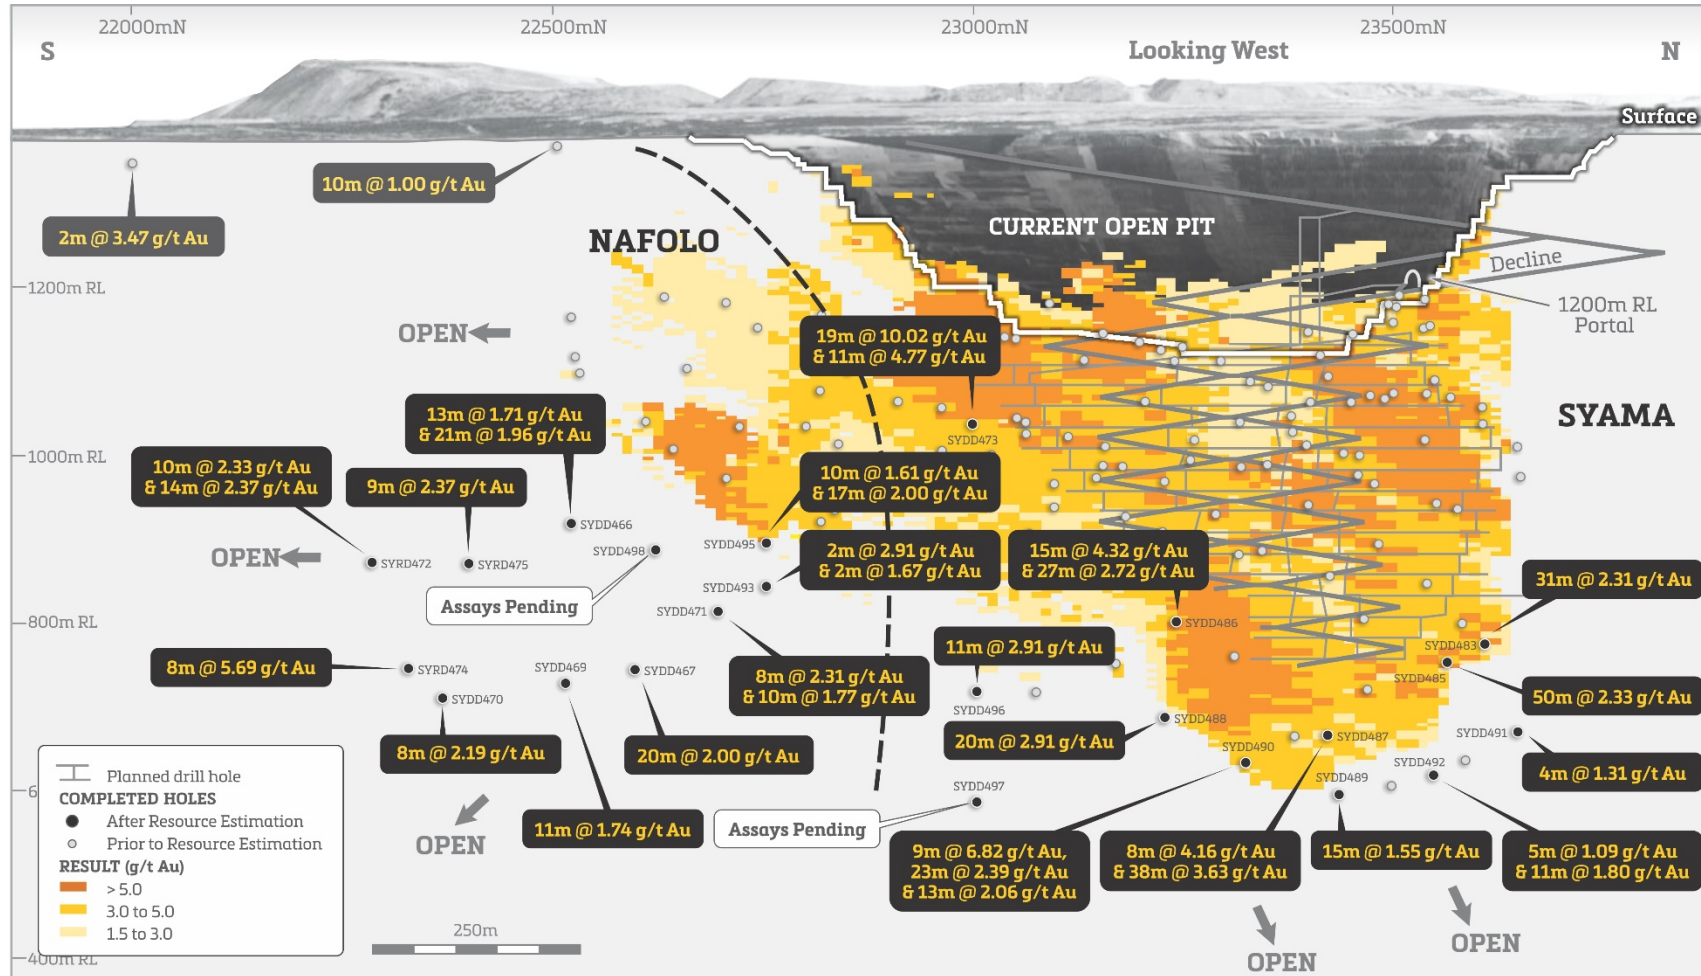 22000mN
22500mN
23000mN
23500mN
S
Looking West
N
Surface
10m @ 1.00 g/t Au
2m @ 3.47 g/t Au
NAFOLO
CURRENT OPEN PIT
Decline
1200m RL
1200m RL
Portal
OPEN
19m @ 10.02 g/t Au
& 11m @ 4.77 g/t Au
SYDD473
SYAMA
13m @ 1.71 g/t Au
& 21m @ 1.96 g/t Au
1000m RL
10m @ 2.33 g/t Au
& 14m @ 2.37 g/t Au
9m @ 2.37 g/t Au
10m @ 1.61 g/t Au
& 17m @ 2.00 g/t Au
SYDD466
SYDD498
SYDD495
OPEN
SYRD472
SYRD475
2m @ 2.91 g/t Au
& 2m @ 1.67 g/t Au
15m @ 4.32 g/t Au
& 27m @ 2.72 g/t Au
31m @ 2.31 g/t Au
SYDD493
Assays Pending
SYDD471
800m RL
SYDD486
SYDD483
11m @ 2.91 g/t Au
8m @ 5.69 g/t Au
SYRD474
SYDD469
SYDD467
8m @ 2.31 g/t Au
& 10m @ 1.77 g/t Au
SYDD485
50m @ 2.33 g/t Au
SYDD470
SYDD496
SYDD488
8m @ 2.19 g/t Au
20m @ 2.00 g/t Au
20m @ 2.91 g/t Au
SYDD490
SYDD487
SYDD491
4m @ 1.31 g/t Au
SYDD497
SYDD489
SYDD492
Planned drill hole
COMPLETED HOLES
After Resource Estimation
Prior to Resource Estimation
RESULT (g/t Au)
> 5.0
3.0 to 5.0
1.5 to 3.0
OPEN
11m @ 1.74 g/t Au
Assays Pending
9m @ 6.82 g/t Au,
23m @ 2.39 g/t Au
& 13m @ 2.06 g/t Au
8m @ 4.16 g/t Au
& 38m @ 3.63 g/t Au
15m @ 1.55 g/t Au
5m @ 1.09 g/t Au
& 11m @ 1.80 g/t Au
250m
OPEN
OPEN
400m RL